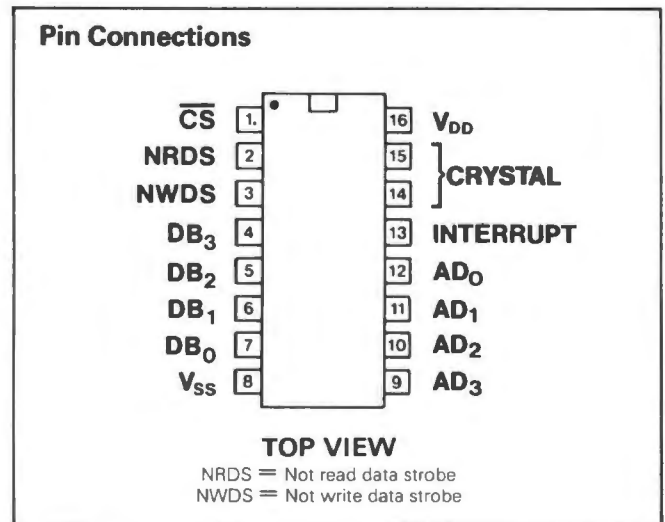 Pin Connections
CS 1. 16 VDD
NRDS 2 15 CRYSTAL
NWDS 3 14
DB3 4 13 INTERRUPT
DB2 5 12 AD0
DB1 6 11 AD1
DB0 7 10 AD2
VSS 8 9 AD3
TOP VIEW
NRDS = Not read data strobe
NWDS = Not write data strobe